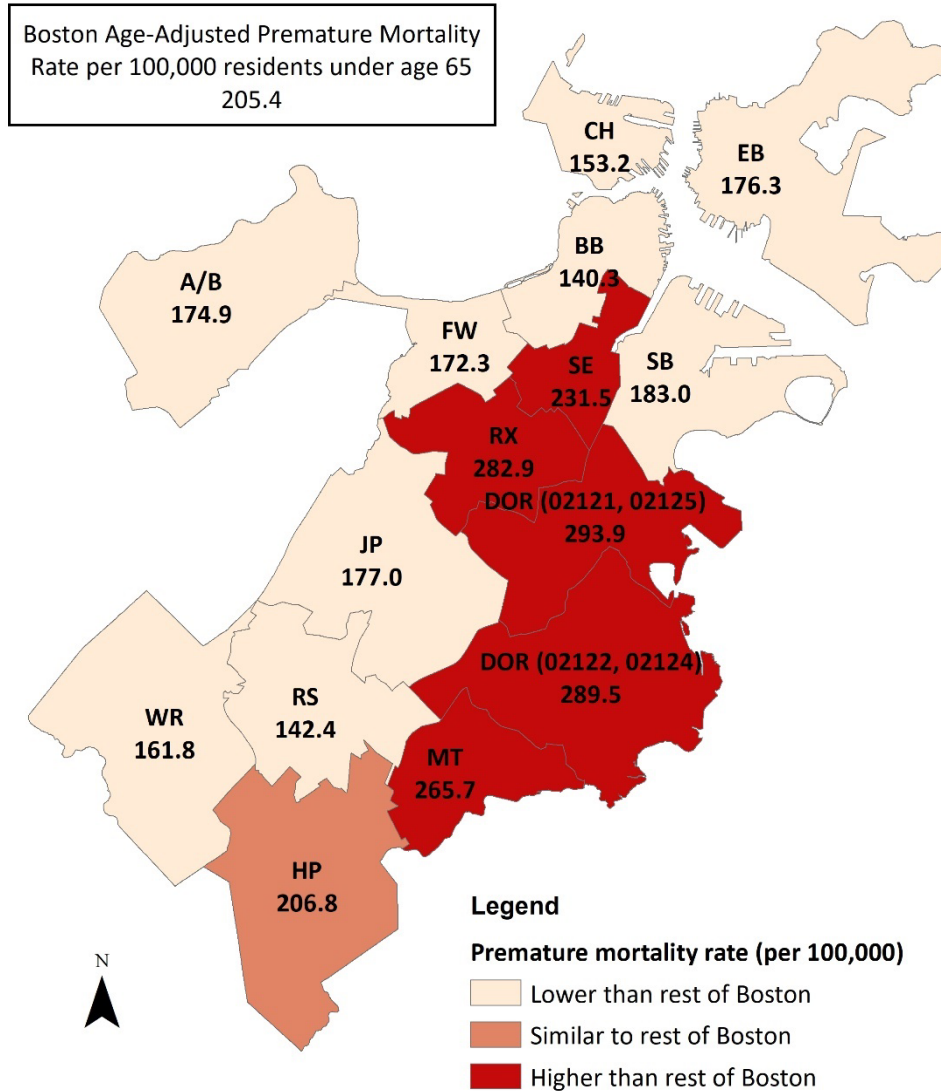 Boston Age-Adjusted Premature Mortality
Rate per 100,000 residents under age 65
205.4
CH
153.2
EB
176.3
BB
140.3
A/B
174.9
FW
172.3
SE
231.5
SB
183.0
RX
282.9
DOR (02121, 02125)
293.9
JP
177.0
DOR (02122, 02124)
289.5
RS
142.4
WR
161.8
MT
265.7
HP
206.8
N
Legend
Premature mortality rate (per 100,000)
Lower than rest of Boston
Similar to rest of Boston
Higher than rest of Boston